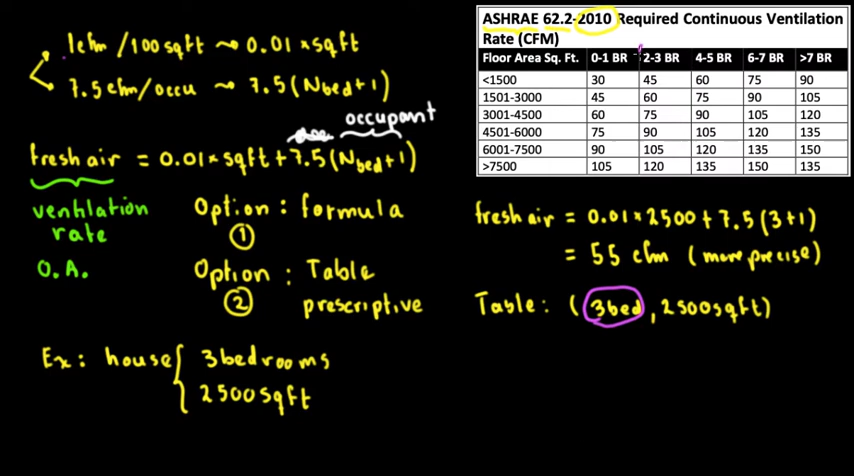 1 cfm /100 sqft ~ 0.01 × sqft
7.5 cfm/occu ~ 7.5 (Nbed+1)
occupant
fresh air = 0.01 × sqft + 7.5 (Nbed+1)
ventilation
rate
O.A.
Option : formula
1
Option : Table
2
prescriptive
Ex: house
3 bedrooms
2500 sqft
ASHRAE 62.2-2010 Required Continuous Ventilation
Rate (CFM)
Floor Area Sq. Ft. 0-1 BR 2-3 BR 4-5 BR 6-7 BR >7 BR
<1500 30 45 60 75 90
1501-3000 45 60 75 90 105
3001-4500 60 75 90 105 120
4501-6000 75 90 105 120 135
6001-7500 90 105 120 135 150
>7500 105 120 135 150 135
fresh air = 0.01 × 2500 + 7.5 (3+1)
= 55 cfm (more precise)
Table: ( 3bed , 2500 sqft)